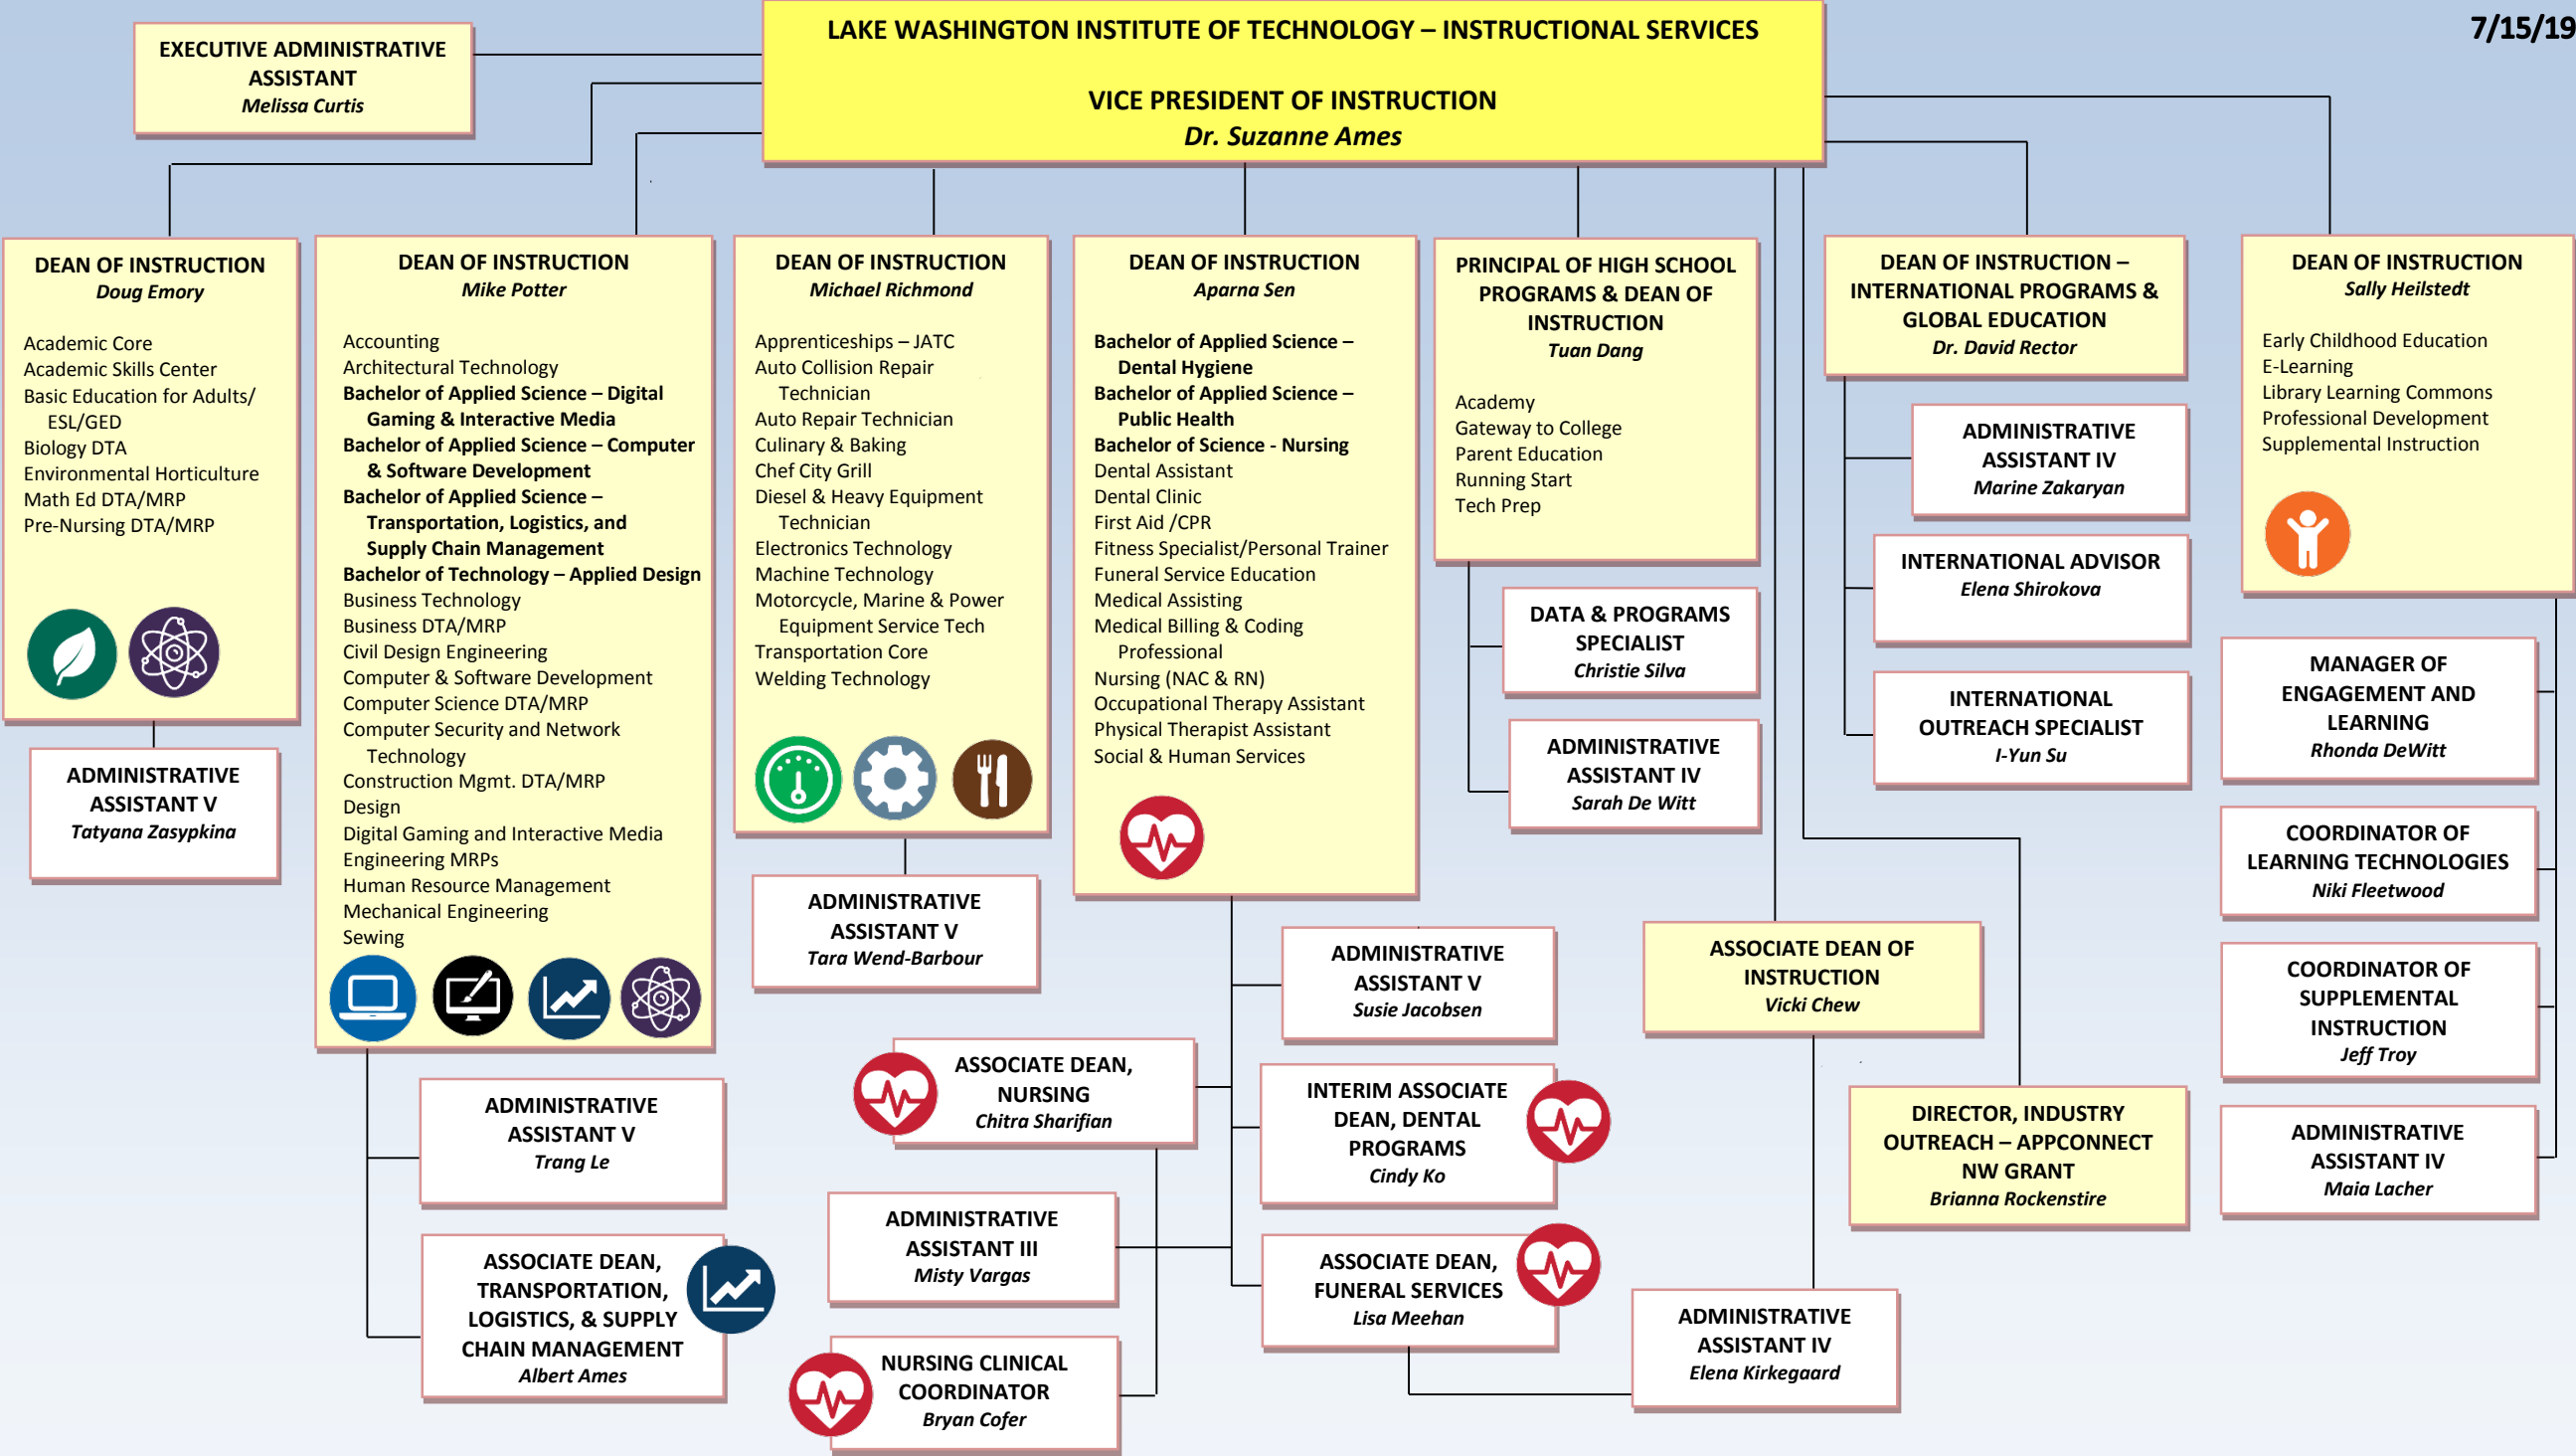 LAKE WASHINGTON INSTITUTE OF TECHNOLOGY – INSTRUCTIONAL SERVICES
VICE PRESIDENT OF INSTRUCTION
Dr. Suzanne Ames
7/15/19
EXECUTIVE ADMINISTRATIVE
ASSISTANT
Melissa Curtis
DEAN OF INSTRUCTION
Doug Emory
Academic Core
Academic Skills Center
Basic Education for Adults/
ESL/GED
Biology DTA
Environmental Horticulture
Math Ed DTA/MRP
Pre-Nursing DTA/MRP
ADMINISTRATIVE
ASSISTANT V
Tatyana Zasypkina
DEAN OF INSTRUCTION
Mike Potter
Accounting
Architectural Technology
Bachelor of Applied Science – Digital
Gaming & Interactive Media
Bachelor of Applied Science – Computer
& Software Development
Bachelor of Applied Science –
Transportation, Logistics, and
Supply Chain Management
Bachelor of Technology – Applied Design
Business Technology
Business DTA/MRP
Civil Design Engineering
Computer & Software Development
Computer Science DTA/MRP
Computer Security and Network
Technology
Construction Mgmt. DTA/MRP
Design
Digital Gaming and Interactive Media
Engineering MRPs
Human Resource Management
Mechanical Engineering
Sewing
ADMINISTRATIVE
ASSISTANT V
Trang Le
ASSOCIATE DEAN,
TRANSPORTATION,
LOGISTICS, & SUPPLY
CHAIN MANAGEMENT
Albert Ames
DEAN OF INSTRUCTION
Michael Richmond
Apprenticeships – JATC
Auto Collision Repair
Technician
Auto Repair Technician
Culinary & Baking
Chef City Grill
Diesel & Heavy Equipment
Technician
Electronics Technology
Machine Technology
Motorcycle, Marine & Power
Equipment Service Tech
Transportation Core
Welding Technology
ADMINISTRATIVE
ASSISTANT V
Tara Wend-Barbour
DEAN OF INSTRUCTION
Aparna Sen
Bachelor of Applied Science –
Dental Hygiene
Bachelor of Applied Science –
Public Health
Bachelor of Science - Nursing
Dental Assistant
Dental Clinic
First Aid /CPR
Fitness Specialist/Personal Trainer
Funeral Service Education
Medical Assisting
Medical Billing & Coding
Professional
Nursing (NAC & RN)
Occupational Therapy Assistant
Physical Therapist Assistant
Social & Human Services
ADMINISTRATIVE
ASSISTANT V
Susie Jacobsen
ASSOCIATE DEAN,
NURSING
Chitra Sharifian
INTERIM ASSOCIATE
DEAN, DENTAL
PROGRAMS
Cindy Ko
ADMINISTRATIVE
ASSISTANT III
Misty Vargas
ASSOCIATE DEAN,
FUNERAL SERVICES
Lisa Meehan
NURSING CLINICAL
COORDINATOR
Bryan Cofer
PRINCIPAL OF HIGH SCHOOL
PROGRAMS & DEAN OF
INSTRUCTION
Tuan Dang
Academy
Gateway to College
Parent Education
Running Start
Tech Prep
DATA & PROGRAMS
SPECIALIST
Christie Silva
ADMINISTRATIVE
ASSISTANT IV
Sarah De Witt
ASSOCIATE DEAN OF
INSTRUCTION
Vicki Chew
ADMINISTRATIVE
ASSISTANT IV
Elena Kirkegaard
DIRECTOR, INDUSTRY
OUTREACH – APPCONNECT
NW GRANT
Brianna Rockenstire
DEAN OF INSTRUCTION –
INTERNATIONAL PROGRAMS &
GLOBAL EDUCATION
Dr. David Rector
ADMINISTRATIVE
ASSISTANT IV
Marine Zakaryan
INTERNATIONAL ADVISOR
Elena Shirokova
INTERNATIONAL
OUTREACH SPECIALIST
I-Yun Su
DEAN OF INSTRUCTION
Sally Heilstedt
Early Childhood Education
E-Learning
Library Learning Commons
Professional Development
Supplemental Instruction
MANAGER OF
ENGAGEMENT AND
LEARNING
Rhonda DeWitt
COORDINATOR OF
LEARNING TECHNOLOGIES
Niki Fleetwood
COORDINATOR OF
SUPPLEMENTAL
INSTRUCTION
Jeff Troy
ADMINISTRATIVE
ASSISTANT IV
Maia Lacher